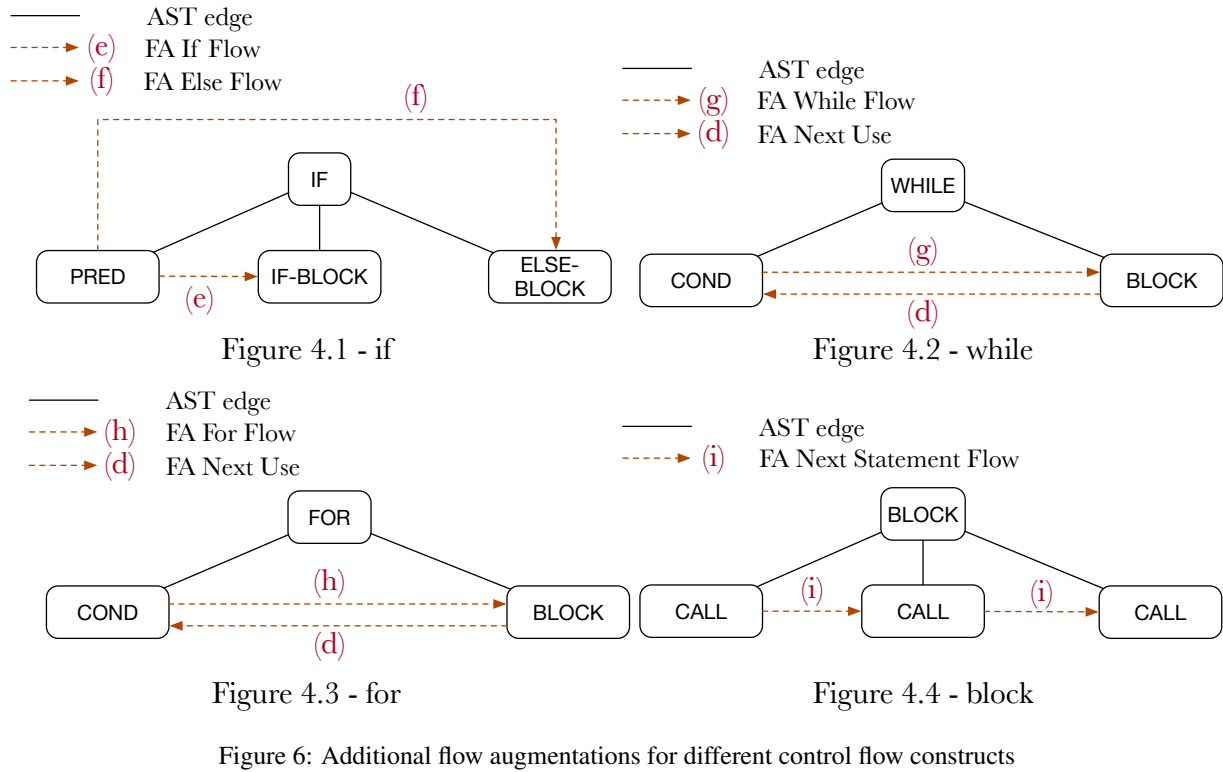 AST edge
(e) FA If Flow
(f) FA Else Flow
(f)
IF
PRED
IF-BLOCK
ELSE-
BLOCK
(e)
Figure 4.1 - if
AST edge
(g) FA While Flow
(d) FA Next Use
WHILE
(g)
COND
BLOCK
(d)
Figure 4.2 - while
AST edge
(h) FA For Flow
(d) FA Next Use
FOR
(h)
COND
BLOCK
(d)
Figure 4.3 - for
AST edge
(i) FA Next Statement Flow
BLOCK
(i)
(i)
CALL
CALL
CALL
Figure 4.4 - block
Figure 6: Additional flow augmentations for different control flow constructs